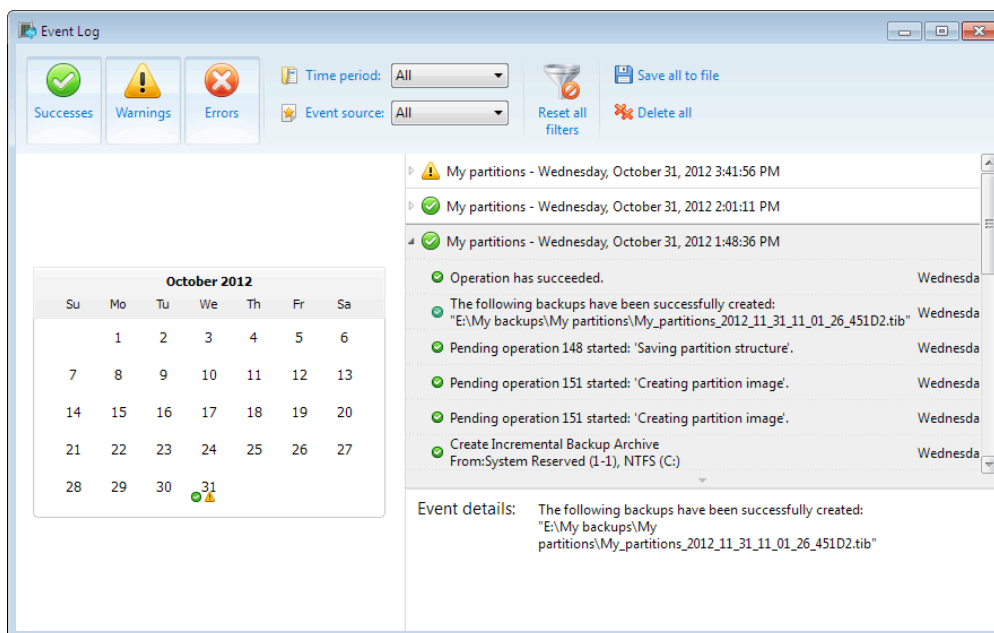 Event Log
Successes
Warnings
Errors
Time period: All
Event source: All
Reset all
filters
Save all to file
Delete all
October 2012
Su Mo Tu We Th Fr Sa
1 2 3 4 5 6
7 8 9 10 11 12 13
14 15 16 17 18 19 20
21 22 23 24 25 26 27
28 29 30 31
My partitions - Wednesday, October 31, 2012 3:41:56 PM
My partitions - Wednesday, October 31, 2012 2:01:11 PM
My partitions - Wednesday, October 31, 2012 1:48:36 PM
Operation has succeeded. Wednesda
The following backups have been successfully created:
"E:\My backups\My partitions\My_partitions_2012_11_31_11_01_26_451D2.tib" Wednesda
Pending operation 148 started: 'Saving partition structure'. Wednesda
Pending operation 151 started: 'Creating partition image'. Wednesda
Pending operation 151 started: 'Creating partition image'. Wednesda
Create Incremental Backup Archive
From:System Reserved (1-1), NTFS (C:) Wednesda
Event details: The following backups have been successfully created:
"E:\My backups\My
partitions\My_partitions_2012_11_31_11_01_26_451D2.tib"